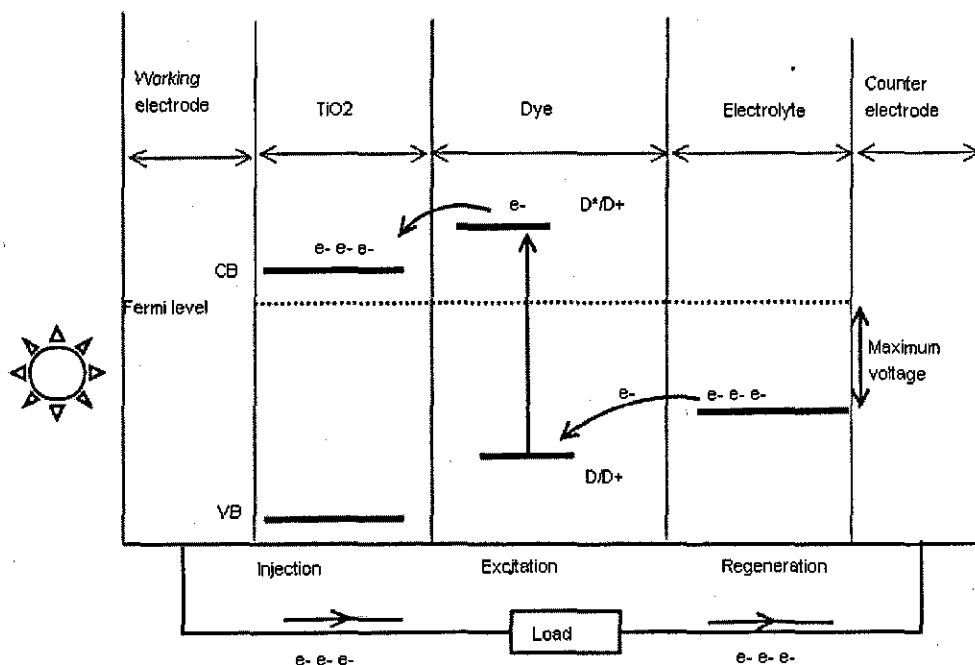 Working
electrode
TiO2
Dye
Electrolyte
Counter
electrode
e-
D*/D+
e- e- e-
CB
Fermi level
Maximum
voltage
e-
e- e- e-
D/D+
VB
Injection
Excitation
Regeneration
Load
e- e- e-
e- e- e-